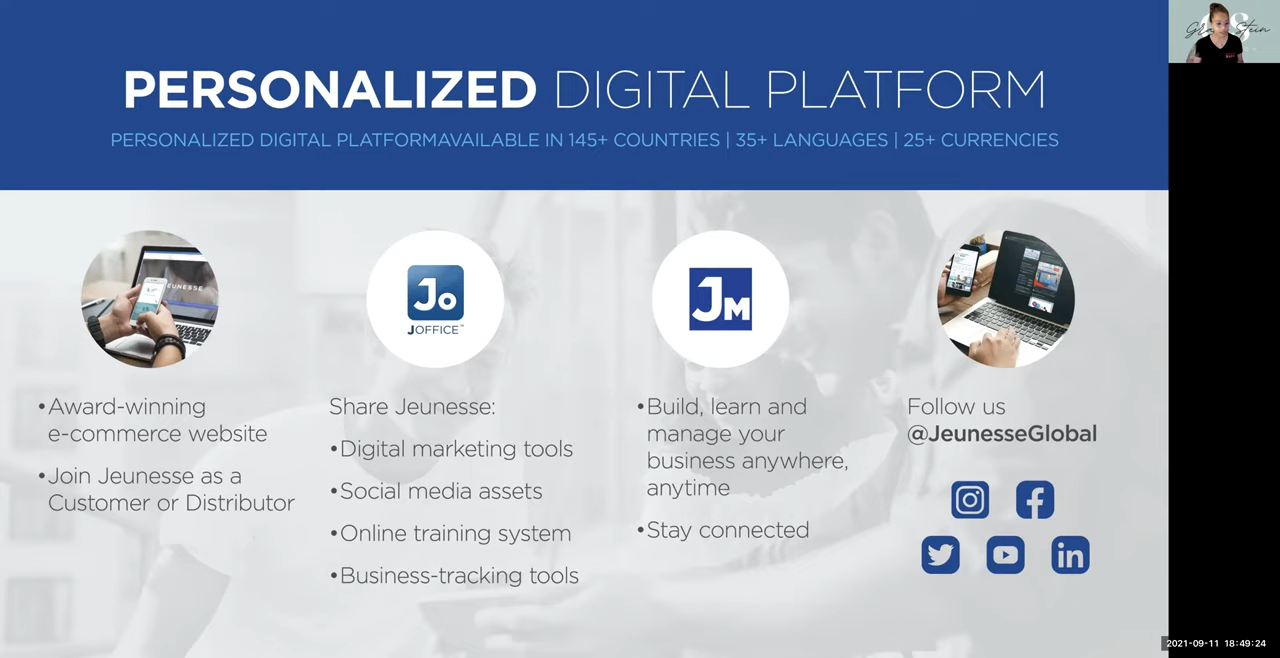 PERSONALIZED DIGITAL PLATFORM
PERSONALIZED DIGITAL PLATFORMAVAILABLE IN 145+ COUNTRIES | 35+ LANGUAGES | 25+ CURRENCIES
JEUNESSE
Jo
JOFFICE™
JM
•Award-winning
e-commerce website
•Join Jeunesse as a
Customer or Distributor
Share Jeunesse:
•Digital marketing tools
•Social media assets
•Online training system
•Business-tracking tools
•Build, learn and
manage your
business anywhere,
anytime
•Stay connected
Follow us
@JeunesseGlobal
in
Stein
2021-09-11 18:49:24